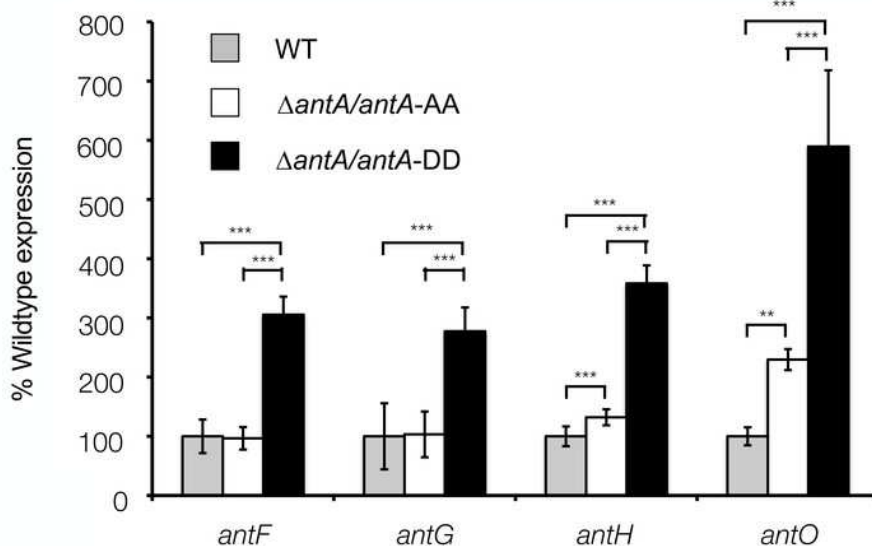 800
700
600
500
400
300
200
100
0
% Wildtype expression
WT
ΔantA/antA-AA
ΔantA/antA-DD
***
***
***
***
***
***
***
***
***
**
antF
antG
antH
antO